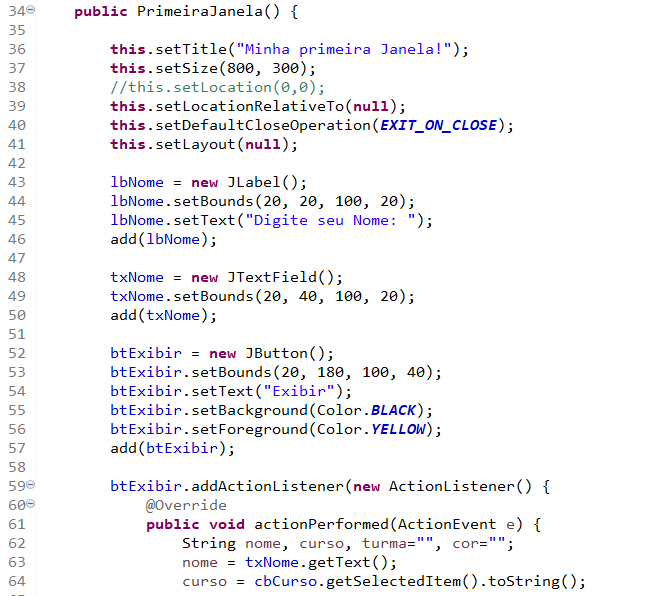 34 public PrimeiraJanela() {
35
36 this.setTitle("Minha primeira Janela!");
37 this.setSize(800, 300);
38 //this.setLocation(0,0);
39 this.setLocationRelativeTo(null);
40 this.setDefaultCloseOperation(EXIT_ON_CLOSE);
41 this.setLayout(null);
42
43 lbNome = new JLabel();
44 lbNome.setBounds(20, 20, 100, 20);
45 lbNome.setText("Digite seu Nome: ");
46 add(lbNome);
47
48 txNome = new JTextField();
49 txNome.setBounds(20, 40, 100, 20);
50 add(txNome);
51
52 btExibir = new JButton();
53 btExibir.setBounds(20, 180, 100, 40);
54 btExibir.setText("Exibir");
55 btExibir.setBackground(Color.BLACK);
56 btExibir.setForeground(Color.YELLOW);
57 add(btExibir);
58
59 btExibir.addActionListener(new ActionListener() {
60 @Override
61 public void actionPerformed(ActionEvent e) {
62 String nome, curso, turma="", cor="";
63 nome = txNome.getText();
64 curso = cbCurso.getSelectedItem().toString();